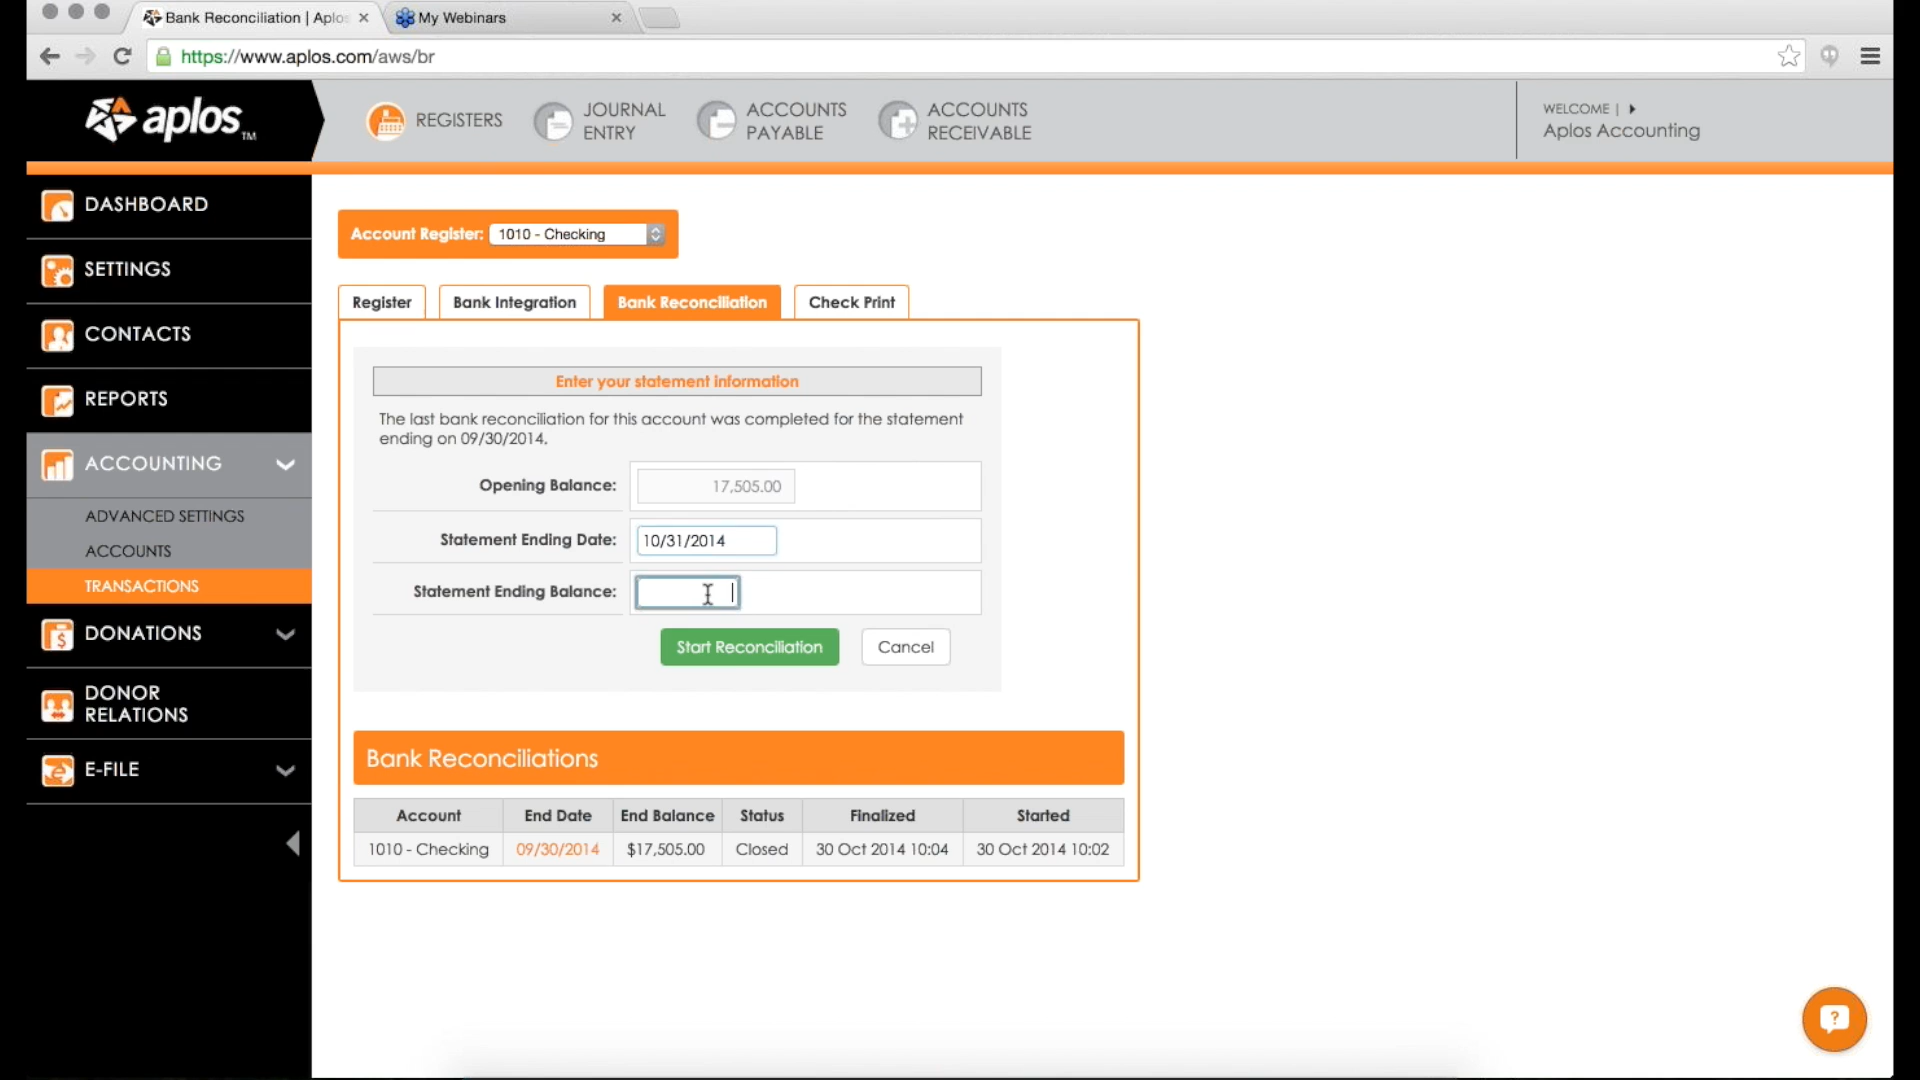 Bank Reconciliation | Aplos
My Webinars
https://www.aplos.com/aws/br
aplos™
REGISTERS
JOURNAL
ENTRY
ACCOUNTS
PAYABLE
ACCOUNTS
RECEIVABLE
WELCOME |
Aplos Accounting
DASHBOARD
SETTINGS
CONTACTS
REPORTS
ACCOUNTING
ADVANCED SETTINGS
ACCOUNTS
TRANSACTIONS
DONATIONS
DONOR
RELATIONS
E-FILE
Account Register: 1010 - Checking
Register
Bank Integration
Bank Reconciliation
Check Print
Enter your statement information
The last bank reconciliation for this account was completed for the statement
ending on 09/30/2014.
Opening Balance: 17,505.00
Statement Ending Date: 10/31/2014
Statement Ending Balance:
Start Reconciliation
Cancel
Bank Reconciliations
Account End Date End Balance Status Finalized Started
1010 - Checking 09/30/2014 $17,505.00 Closed 30 Oct 2014 10:04 30 Oct 2014 10:02
?